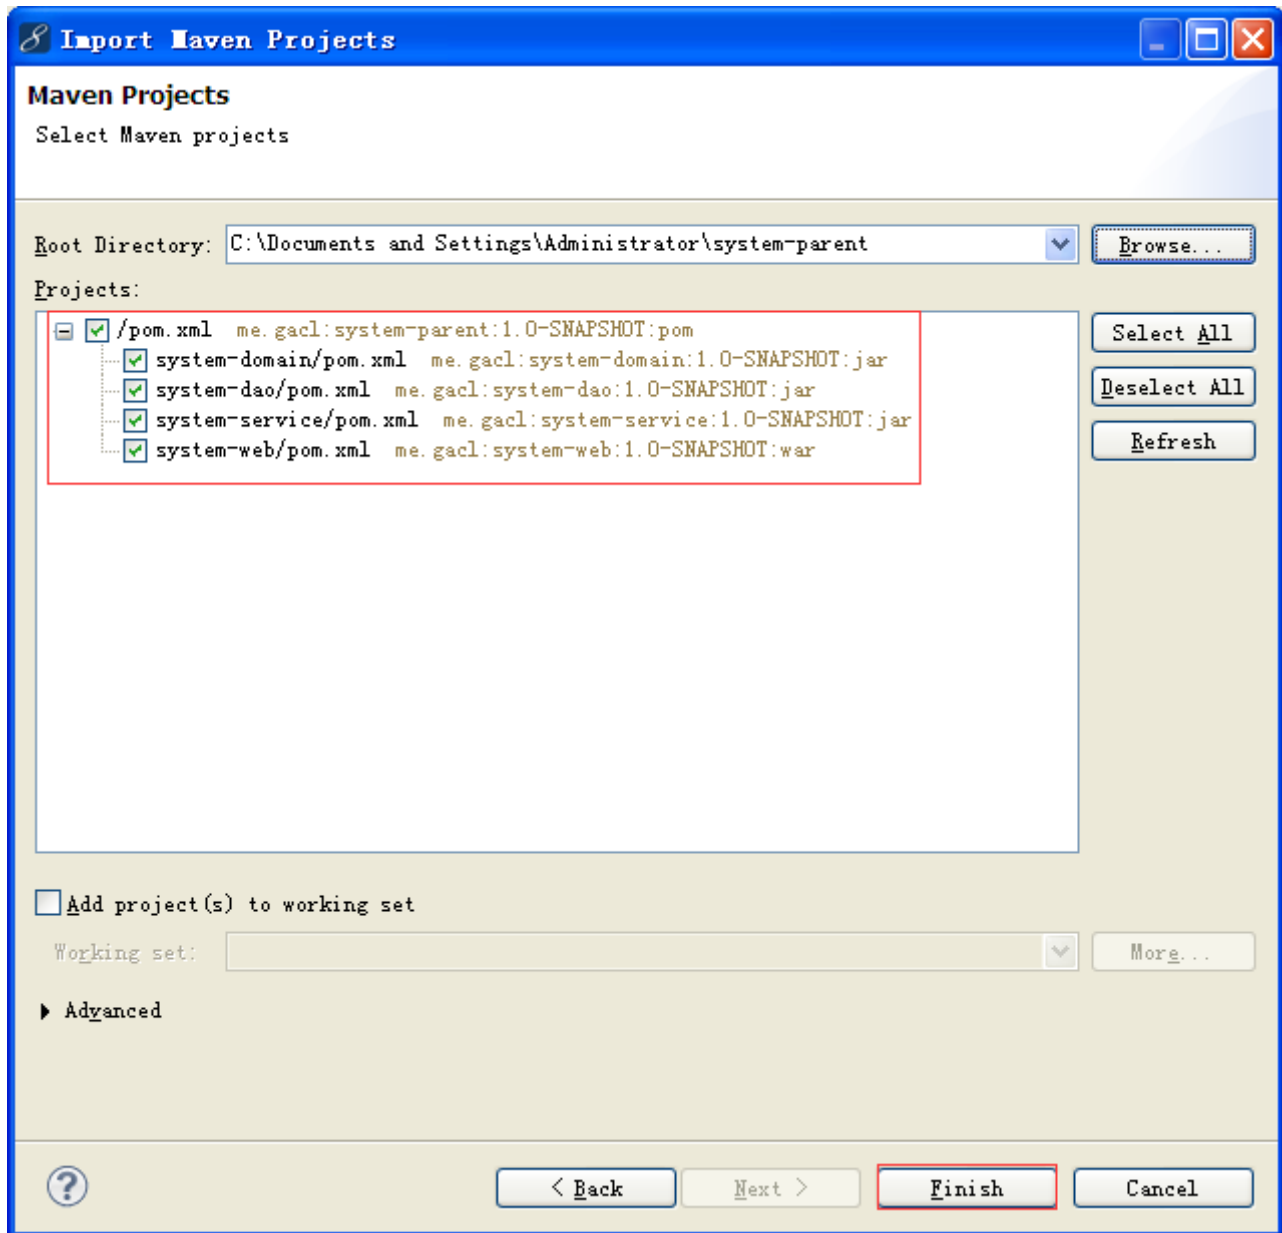 Import Maven Projects
Maven Projects
Select Maven projects
Root Directory: C:\Documents and Settings\Administrator\system-parent Browse...
Projects:
/pom.xml me.gacl:system-parent:1.0-SNAPSHOT:pom
system-domain/pom.xml me.gacl:system-domain:1.0-SNAPSHOT:jar
system-dao/pom.xml me.gacl:system-dao:1.0-SNAPSHOT:jar
system-service/pom.xml me.gacl:system-service:1.0-SNAPSHOT:jar
system-web/pom.xml me.gacl:system-web:1.0-SNAPSHOT:war
Select All
Deselect All
Refresh
Add project(s) to working set
Working set: More...
Advanced
? < Back Next > Finish Cancel